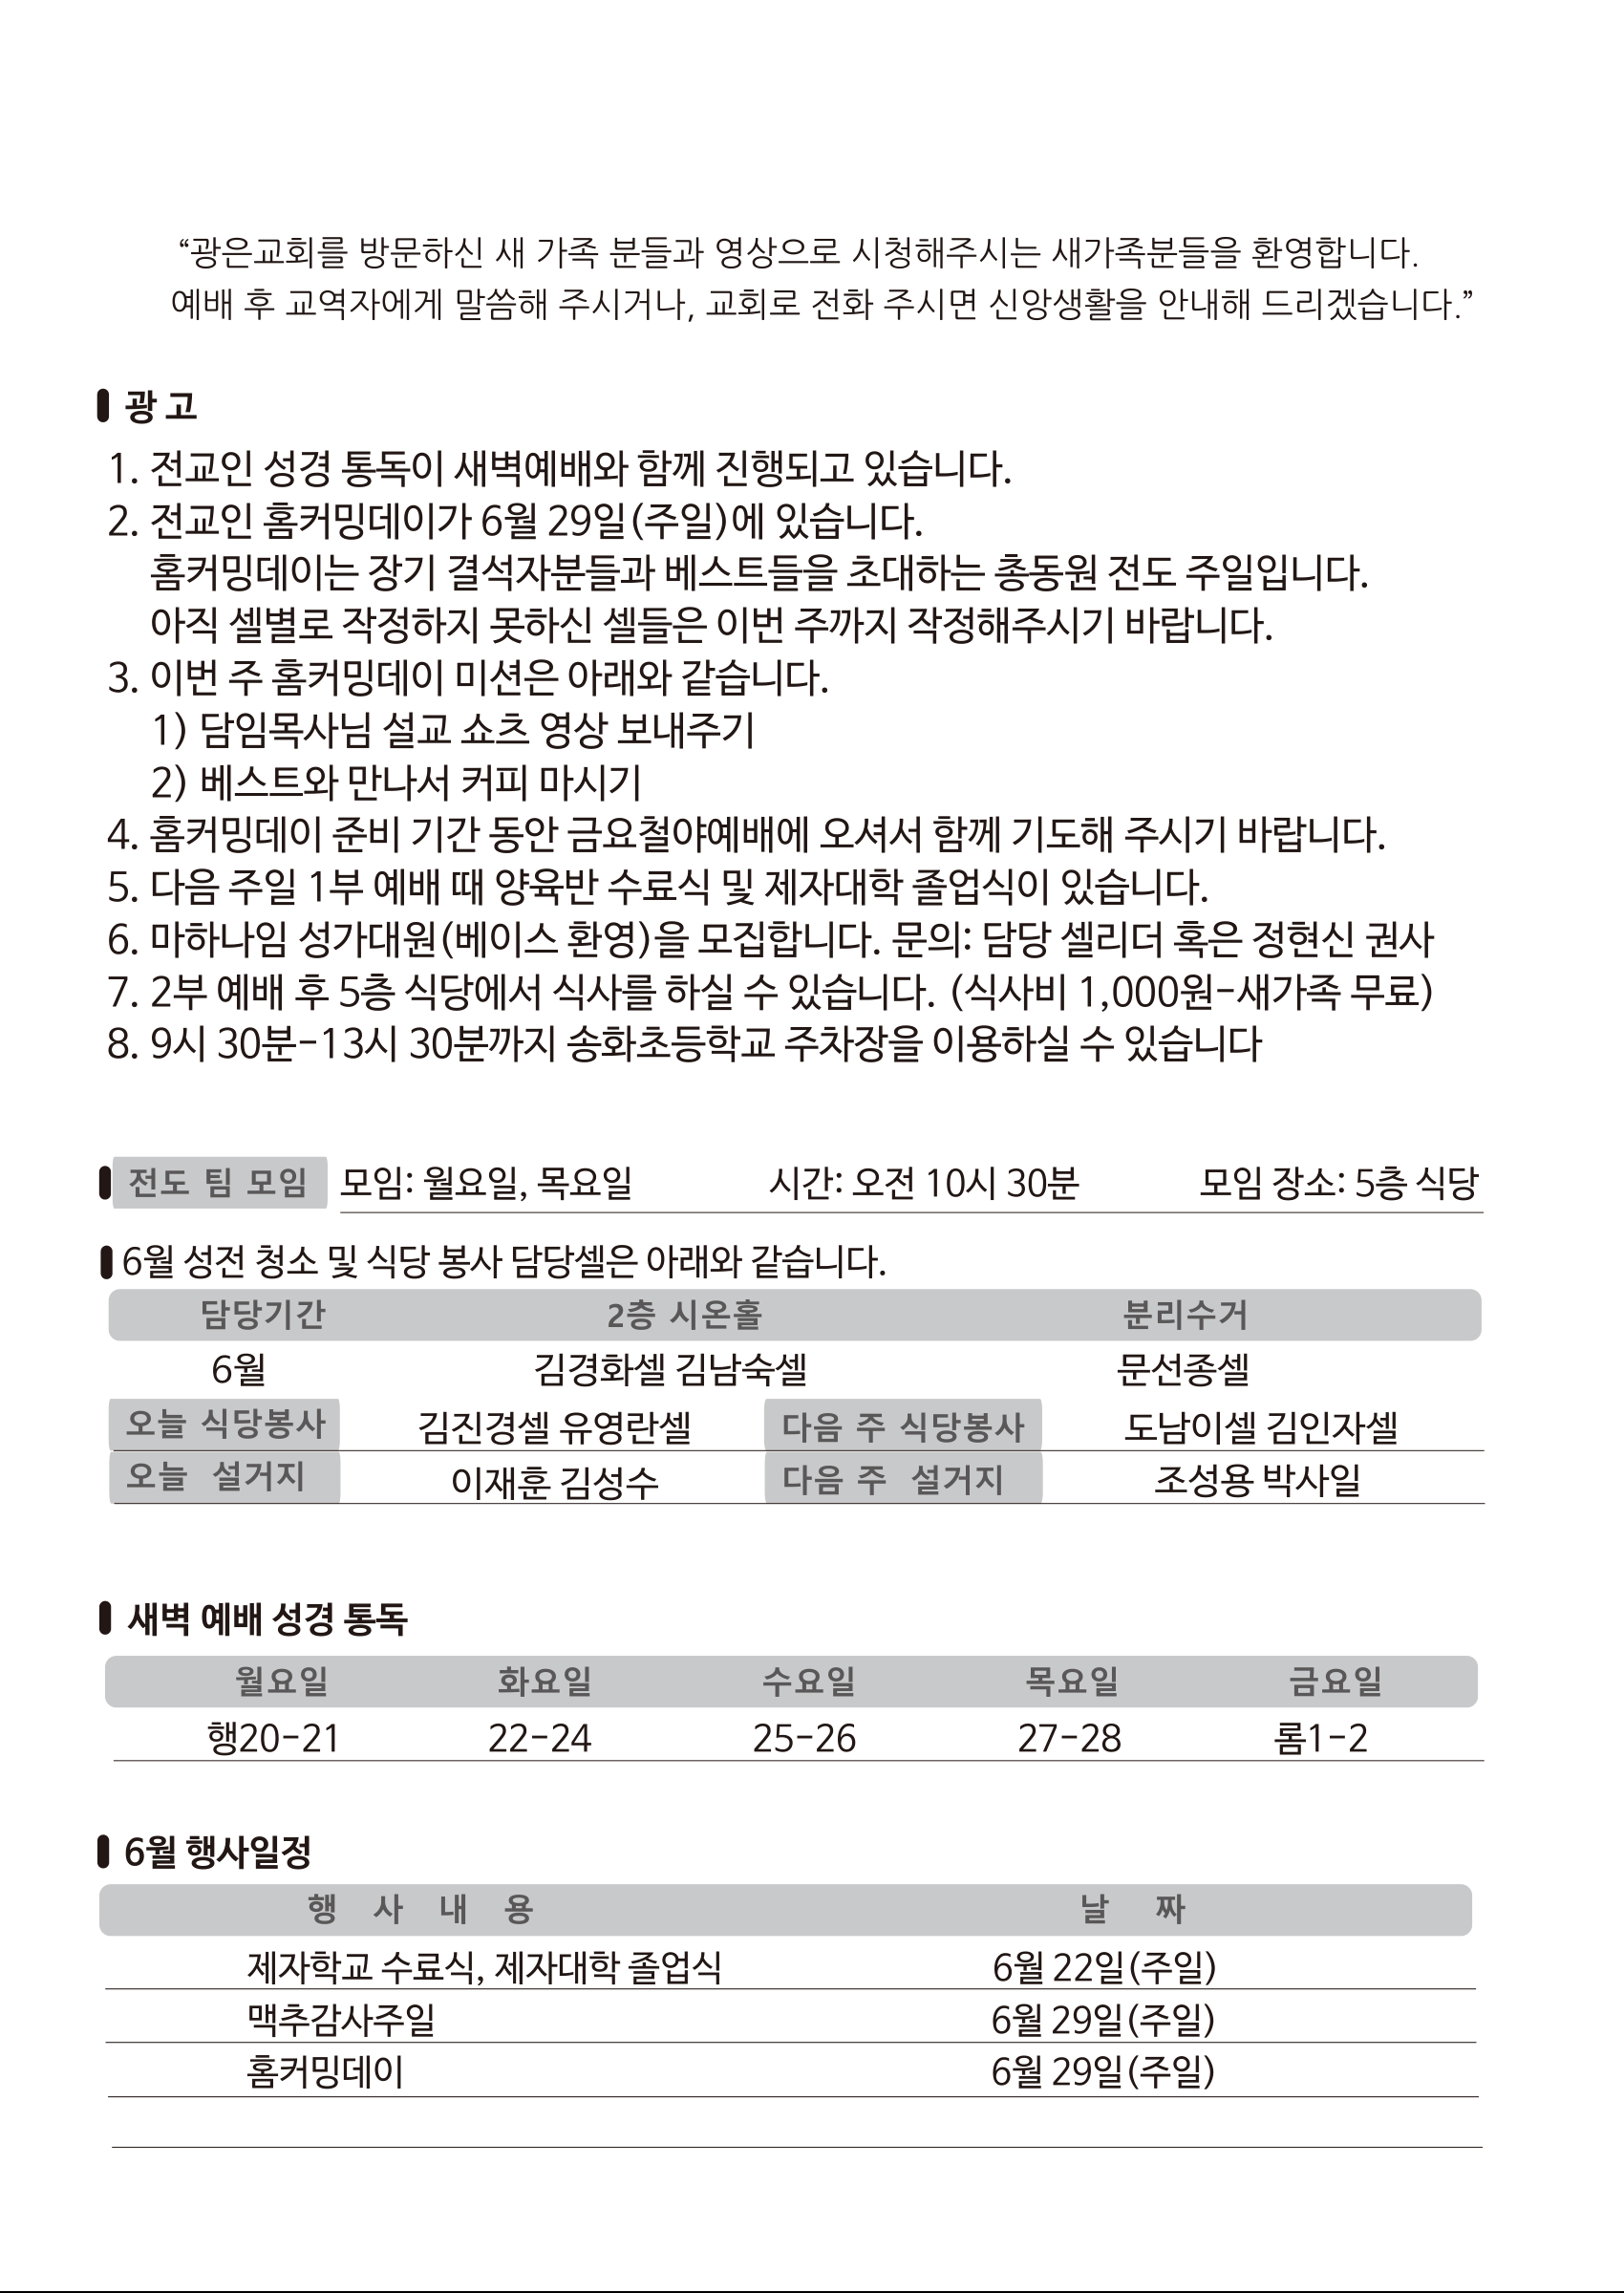 “광은교회를 방문하신 새 가족 분들과 영상으로 시청해주시는 새가족분들을 환영합니다.
예배 후 교역자에게 말씀해 주시거나, 교회로 전화 주시면 신앙생활을 안내해 드리겠습니다.”
광 고
1. 전교인 성경 통독이 새벽예배와 함께 진행되고 있습니다.
2. 전교인 홈커밍데이가 6월 29일(주일)에 있습니다.
홈커밍데이는 장기 결석자분들과 베스트들을 초대하는 총동원 전도 주일입니다.
아직 셀별로 작정하지 못하신 셀들은 이번 주까지 작정해주시기 바랍니다.
3. 이번 주 홈커밍데이 미션은 아래와 같습니다.
1) 담임목사님 설교 쇼츠 영상 보내주기
2) 베스트와 만나서 커피 마시기
4. 홈커밍데이 준비 기간 동안 금요철야예배에 오셔서 함께 기도해 주시기 바랍니다.
5. 다음 주일 1부 예배 때 양육반 수료식 및 제자대학 졸업식이 있습니다.
6. 마하나임 성가대원(베이스 환영)을 모집합니다. 문의: 담당 셀리더 혹은 정현신 권사
7. 2부 예배 후 5층 식당에서 식사를 하실 수 있습니다. (식사비 1,000원-새가족 무료)
8. 9시 30분-13시 30분까지 송화초등학교 주차장을 이용하실 수 있습니다
전도 팀 모임 모임: 월요일, 목요일 시간: 오전 10시 30분 모임 장소: 5층 식당
6월 성전 청소 및 식당 봉사 담당셀은 아래와 같습니다.
담당기간 2층 시온홀 분리수거
6월 김경화셀 김남숙셀 문선종셀
오늘 식당봉사 김진경셀 유영란셀 다음 주 식당봉사 도남이셀 김인자셀
오늘 설거지 이재훈 김성수 다음 주 설거지 조성용 박사일
새벽 예배 성경 통독
월요일 화요일 수요일 목요일 금요일
행20-21 22-24 25-26 27-28 롬1-2
6월 행사일정
행 사 내 용 날 짜
제자학교 수료식, 제자대학 졸업식 6월 22일(주일)
맥추감사주일 6월 29일(주일)
홈커밍데이 6월 29일(주일)